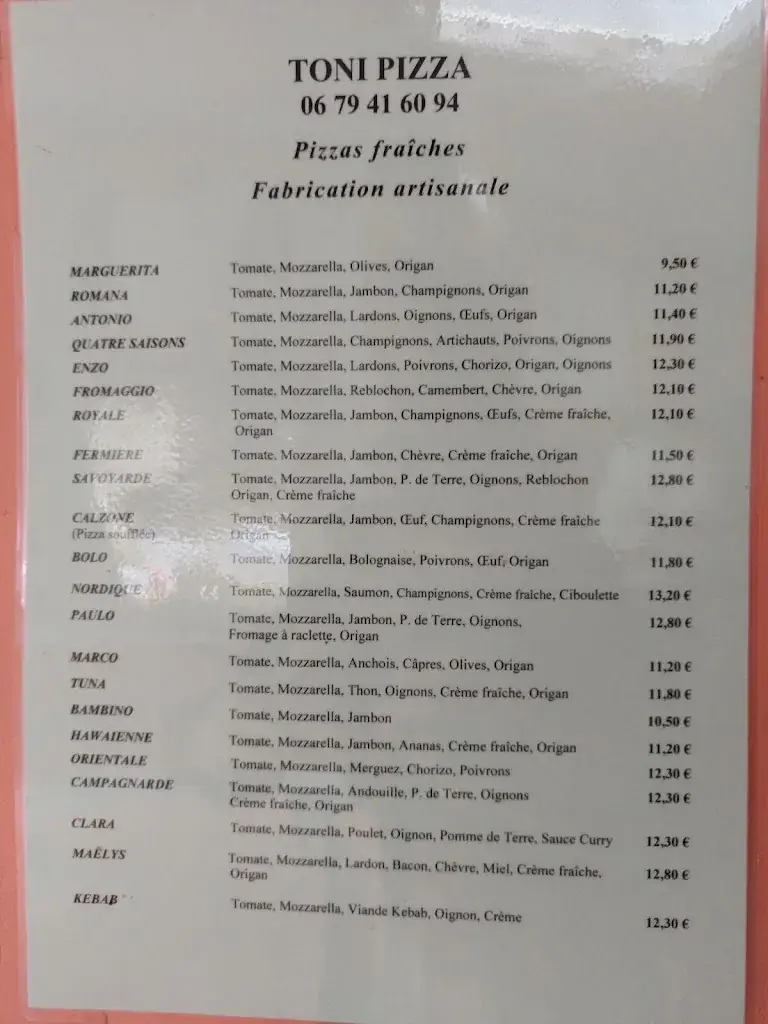 TONI PIZZA
06 79 41 60 94
Pizzas fraîches
Fabrication artisanale
MARGUERITA Tomate, Mozzarella, Olives, Origan 9,50 €
ROMANA Tomate, Mozzarella, Jambon, Champignons, Origan 11,20 €
ANTONIO Tomate, Mozzarella, Lardons, Oignons, Œufs, Origan 11,40 €
QUATRE SAISONS Tomate, Mozzarella, Champignons, Artichauts, Poivrons, Oignons 11,90 €
ENZO Tomate, Mozzarella, Lardons, Poivrons, Chorizo, Origan, Oignons 12,30 €
FROMAGGIO Tomate, Mozzarella, Reblochon, Camembert, Chèvre, Origan 12,10 €
ROYALE Tomate, Mozzarella, Jambon, Champignons, Œufs, Crème fraîche, 12,10 €
Origan
FERMIERE Tomate, Mozzarella, Jambon, Chèvre, Crème fraîche, Origan 11,50 €
SAVOYARDE Tomate, Mozzarella, Jambon, P. de Terre, Oignons, Reblochon 12,80 €
Origan, Crème fraîche
CALZONE Tomate, Mozzarella, Jambon, Œuf, Champignons, Crème fraîche 12,10 €
(Pizza soufflée) Origan
BOLO Tomate, Mozzarella, Bolognaise, Poivrons, Œuf, Origan 11,80 €
NORDIQUE Tomate, Mozzarella, Saumon, Champignons, Crème fraîche, Ciboulette 13,20 €
PAULO Tomate, Mozzarella, Jambon, P. de Terre, Oignons, 12,80 €
Fromage à raclette, Origan
MARCO Tomate, Mozzarella, Anchois, Câpres, Olives, Origan 11,20 €
TUNA Tomate, Mozzarella, Thon, Oignons, Crème fraîche, Origan 11,80 €
BAMBINO Tomate, Mozzarella, Jambon 10,50 €
HAWAIENNE Tomate, Mozzarella, Jambon, Ananas, Crème fraîche, Origan 11,20 €
ORIENTALE Tomate, Mozzarella, Merguez, Chorizo, Poivrons 12,30 €
CAMPAGNARDE Tomate, Mozzarella, Andouille, P. de Terre, Oignons 12,30 €
Crème fraîche, Origan
CLARA Tomate, Mozzarella, Poulet, Oignon, Pomme de Terre, Sauce Curry 12,30 €
MAËLYS Tomate, Mozzarella, Lardon, Bacon, Chèvre, Miel, Crème fraîche, 12,80 €
Origan
KEBAB Tomate, Mozzarella, Viande Kebab, Oignon, Crème 12,30 €